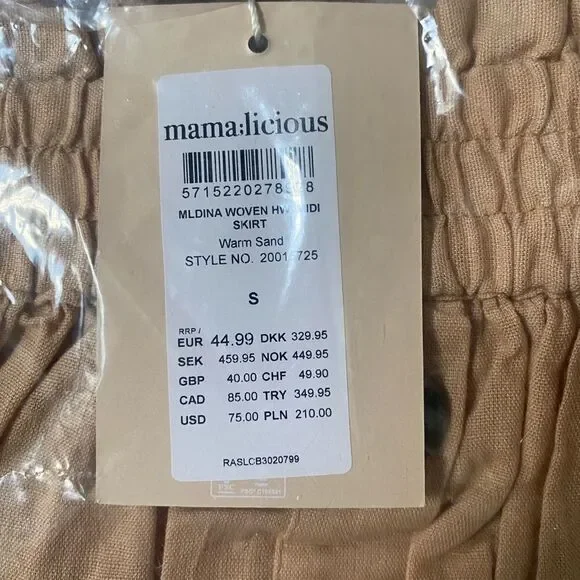 mama;licious
MLDINA WOVEN
SKIRT
Warm Sand
STYLE NO.
S
RRP /
EUR 44.99 DKK 329.95
SEK 459.95 NOK 449.95
GBP 40.00 CHF 49.90
CAD 85.00 TRY 349.95
USD 75.00 PLN 210.00
RASLCB3020799
FSC